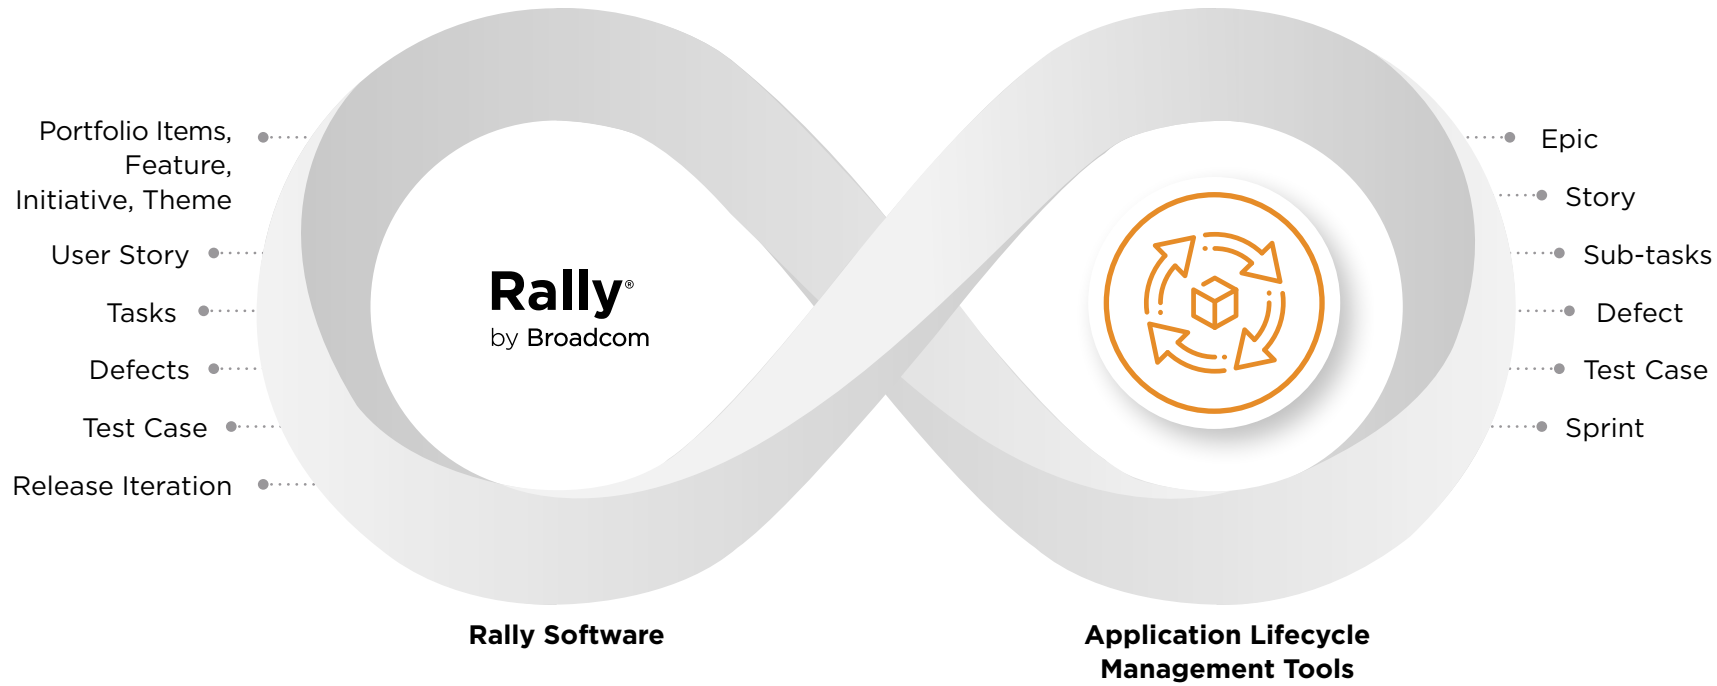 Portfolio Items,
Feature,
Initiative, Theme
User Story
Tasks
Defects
Test Case
Release Iteration
Rally®
by Broadcom
Epic
Story
Sub-tasks
Defect
Test Case
Sprint
Rally Software
Application Lifecycle
Management Tools